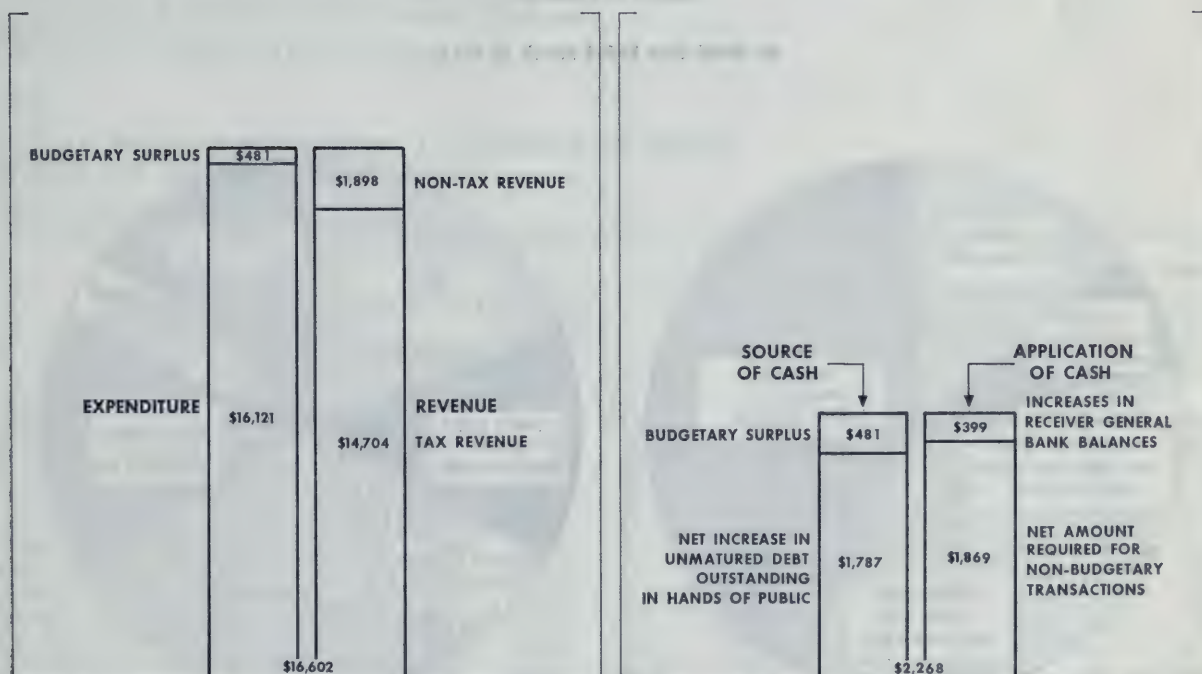 BUDGETARY SURPLUS
$481
$1,898
NON-TAX REVENUE
EXPENDITURE
$16,121
REVENUE
$14,704
TAX REVENUE
$16,602
SOURCE
OF CASH
APPLICATION
OF CASH
BUDGETARY SURPLUS
$481
$399
INCREASES IN
RECEIVER GENERAL
BANK BALANCES
NET INCREASE IN
UNMATURED DEBT
OUTSTANDING
IN HANDS OF PUBLIC
$1,787
$1,869
NET AMOUNT
REQUIRED FOR
NON-BUDGETARY
TRANSACTIONS
$2,268